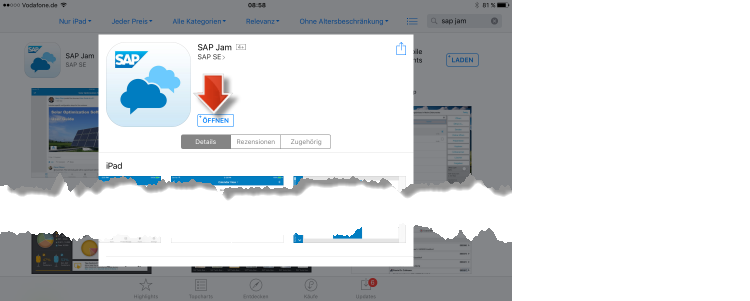 Vodafone.de
08:58
81 %
Nur iPad
Jeder Preis
Alle Kategorien
Relevanz
Ohne Altersbeschränkung
sap jam
SAP Jam
SAP SE
SAP
SAP Jam 4+
SAP SE >
ÖFFNEN
LADEN
Details
Rezensionen
Zugehörig
iPad
Highlights
Topcharts
Entdecken
Käufe
Updates